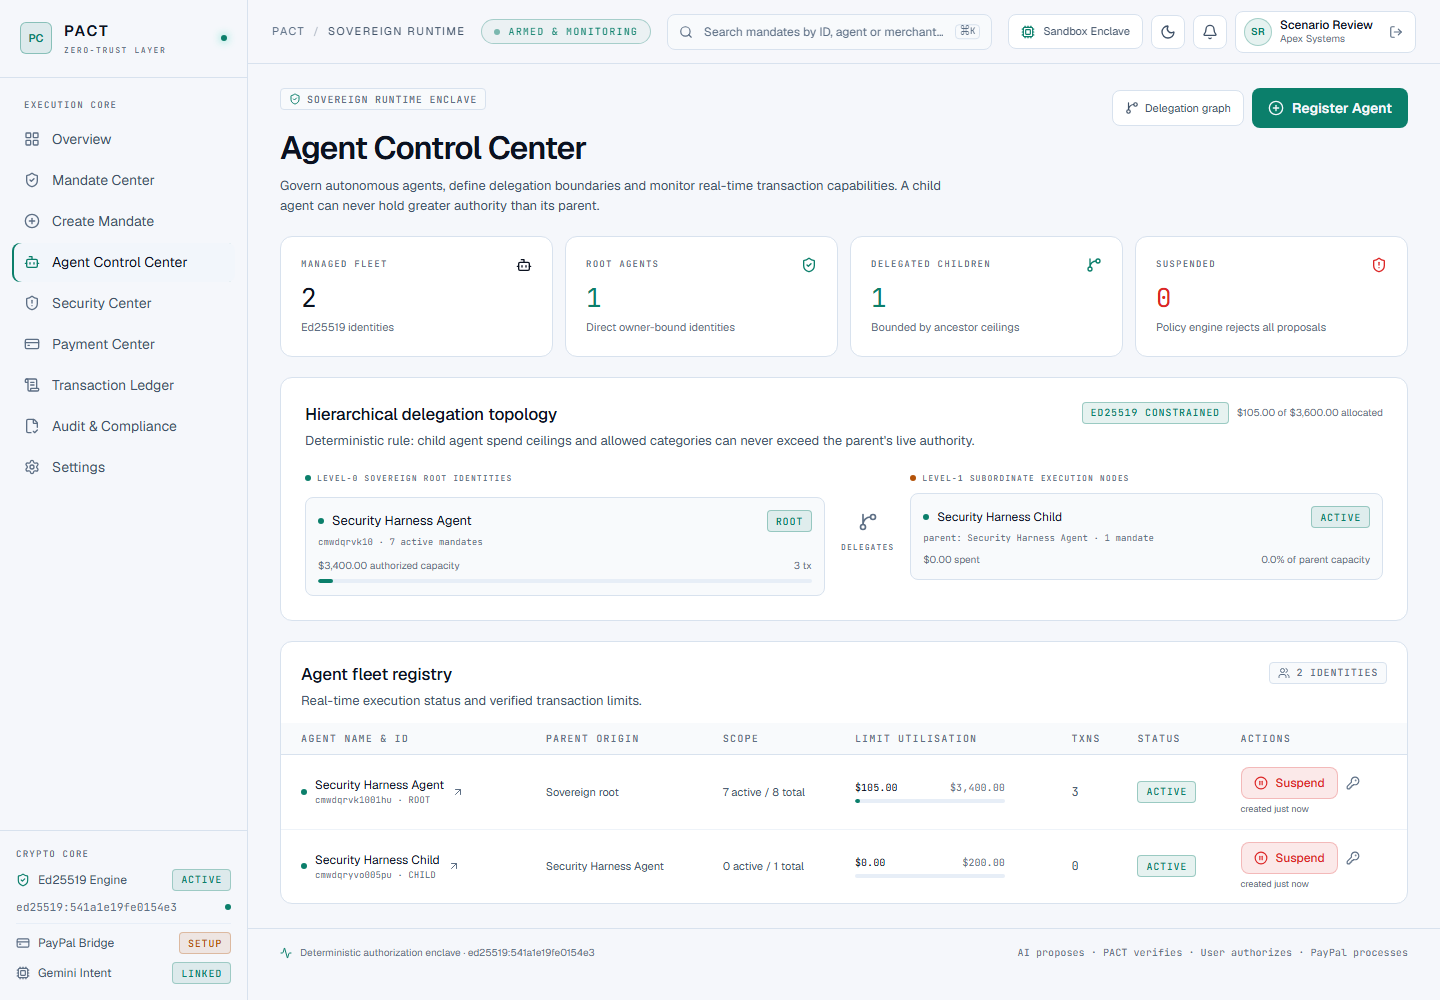 PC
PACT
ZERO-TRUST LAYER
EXECUTION CORE
Overview
Mandate Center
Create Mandate
Agent Control Center
Security Center
Payment Center
Transaction Ledger
Audit & Compliance
Settings
CRYPTO CORE
Ed25519 Engine ACTIVE
ed25519:541a1e19fe0154e3
PayPal Bridge SETUP
Gemini Intent LINKED
PACT / SOVEREIGN RUNTIME
ARMED & MONITORING
Search mandates by ID, agent or merchant... ⌘K
Sandbox Enclave
SR
Scenario Review
Apex Systems
SOVEREIGN RUNTIME ENCLAVE
Delegation graph
Register Agent
Agent Control Center
Govern autonomous agents, define delegation boundaries and monitor real-time transaction capabilities. A child
agent can never hold greater authority than its parent.
MANAGED FLEET
2
Ed25519 identities
ROOT AGENTS
1
Direct owner-bound identities
DELEGATED CHILDREN
1
Bounded by ancestor ceilings
SUSPENDED
0
Policy engine rejects all proposals
Hierarchical delegation topology
ED25519 CONSTRAINED $105.00 of $3,600.00 allocated
Deterministic rule: child agent spend ceilings and allowed categories can never exceed the parent's live authority.
LEVEL-0 SOVEREIGN ROOT IDENTITIES
Security Harness Agent ROOT
cmwdqrvk10 · 7 active mandates
$3,400.00 authorized capacity 3 tx
DELEGATES
LEVEL-1 SUBORDINATE EXECUTION NODES
Security Harness Child ACTIVE
parent: Security Harness Agent · 1 mandate
$0.00 spent 0.0% of parent capacity
Agent fleet registry
2 IDENTITIES
Real-time execution status and verified transaction limits.
AGENT NAME & ID PARENT ORIGIN SCOPE LIMIT UTILISATION TXNS STATUS ACTIONS
Security Harness Agent
cmwdqrvk1001hu · ROOT
Sovereign root
7 active / 8 total
$105.00 $3,400.00
3
ACTIVE
Suspend
created just now
Security Harness Child
cmwdqryvo005pu · CHILD
Security Harness Agent
0 active / 1 total
$0.00 $200.00
0
ACTIVE
Suspend
created just now
Deterministic authorization enclave · ed25519:541a1e19fe0154e3
AI proposes · PACT verifies · User authorizes · PayPal processes